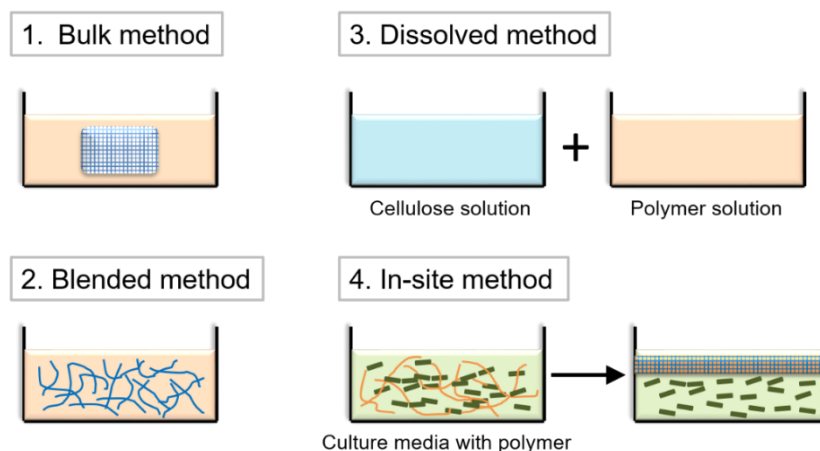 1. Bulk method
3. Dissolved method
+
Cellulose solution
Polymer solution
2. Blended method
4. In-site method
Culture media with polymer